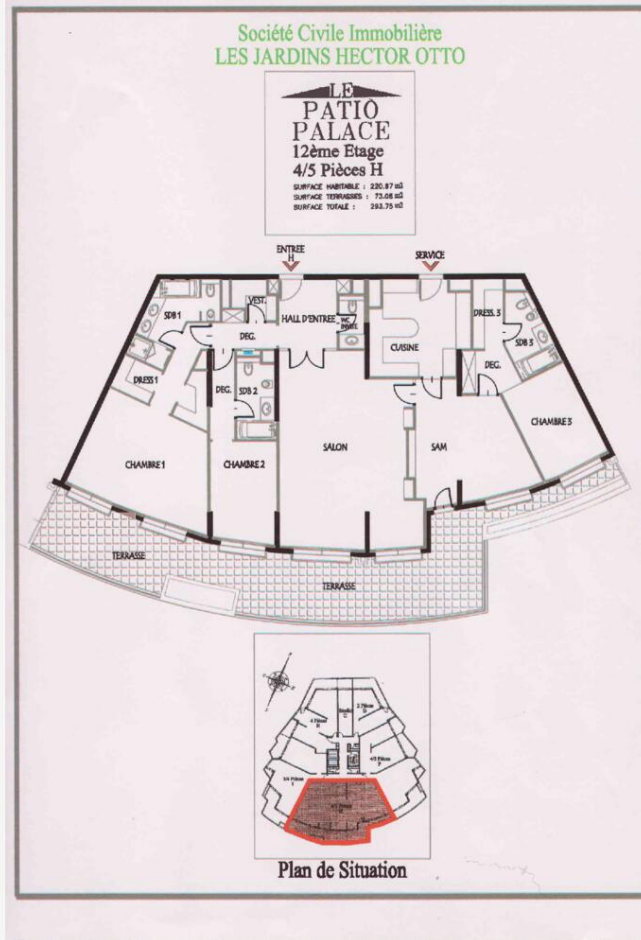 Société Civile Immobilière
LES JARDINS HECTOR OTTO
LE
PATIO
PALACE
12ème Etage
4/5 Pièces H
SURFACE HABITABLE : 220.67 m2
SURFACE TERRASSES : 73.08 m2
SURFACE TOTALE : 293.75 m2
ENTREE
H
SERVICE
SDB 1
VEST.
HALL D'ENTREE
WC
INVITE
DEG.
CUISINE
DRESS. 3
SDB 3
DRESS 1
DEG.
SDB 2
DEG.
CHAMBRE 1
CHAMBRE 2
SALON
SAM
CHAMBRE 3
TERRASSE
TERRASSE
Plan de Situation